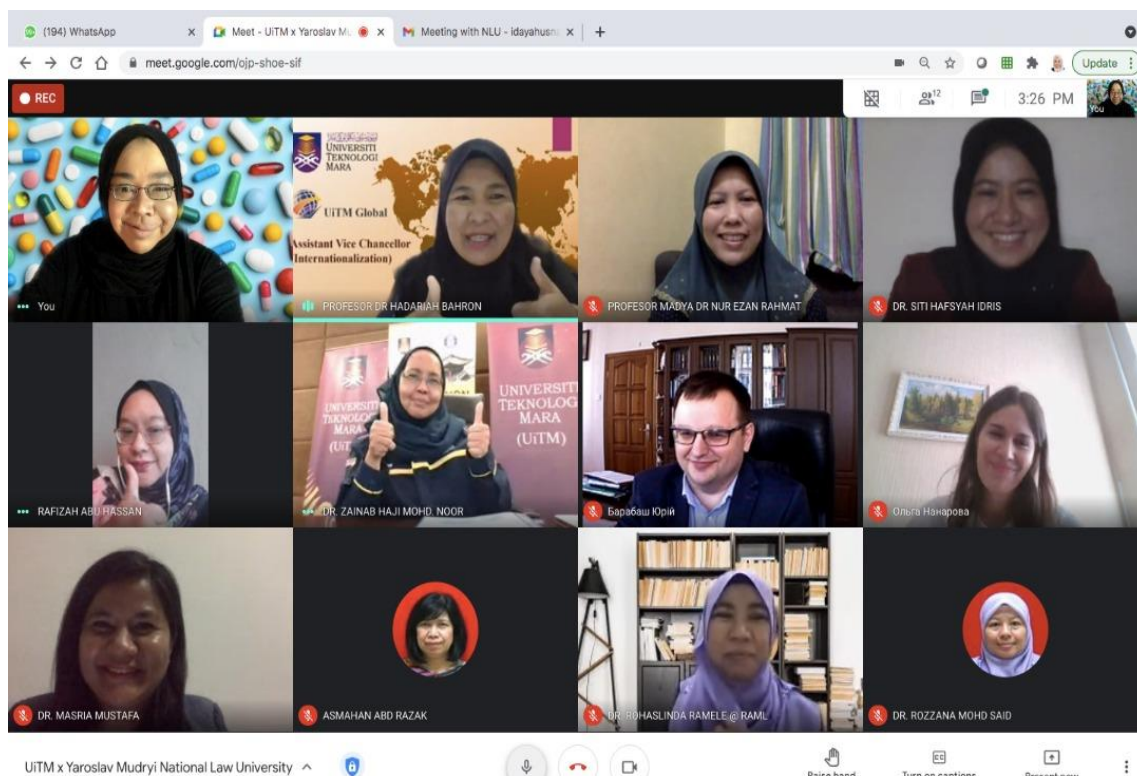 (194) WhatsApp
Meet - UiTM x Yaroslav Mu
Meeting with NLU - idayahusn
meet.google.com/ojp-shoe-sif
Update
REC
12
3:26 PM
You
You
UNIVERSITI
TEKNOLOGI
MARA
UiTM Global
Assistant Vice Chancellor
(Internationalization)
PROFESOR DR HADARIAH BAHRON
PROFESOR MADYA DR NUR EZAN RAHMAT
DR. SITI HAFSYAH IDRIS
RAFIZAH ABU HASSAN
UNIVERSITI
TEKNOLOGI
MARA
(UiTM)
DR. ZAINAB HAJI MOHD. NOOR
Барабаш Юрій
Ольга Нанарова
DR. MASRIA MUSTAFA
ASMAHAN ABD RAZAK
DR. ROHASLINDA RAMELE @ RAML
DR. ROZZANA MOHD SAID
UiTM x Yaroslav Mudryi National Law University
Raise hand
Turn on captions
Present now